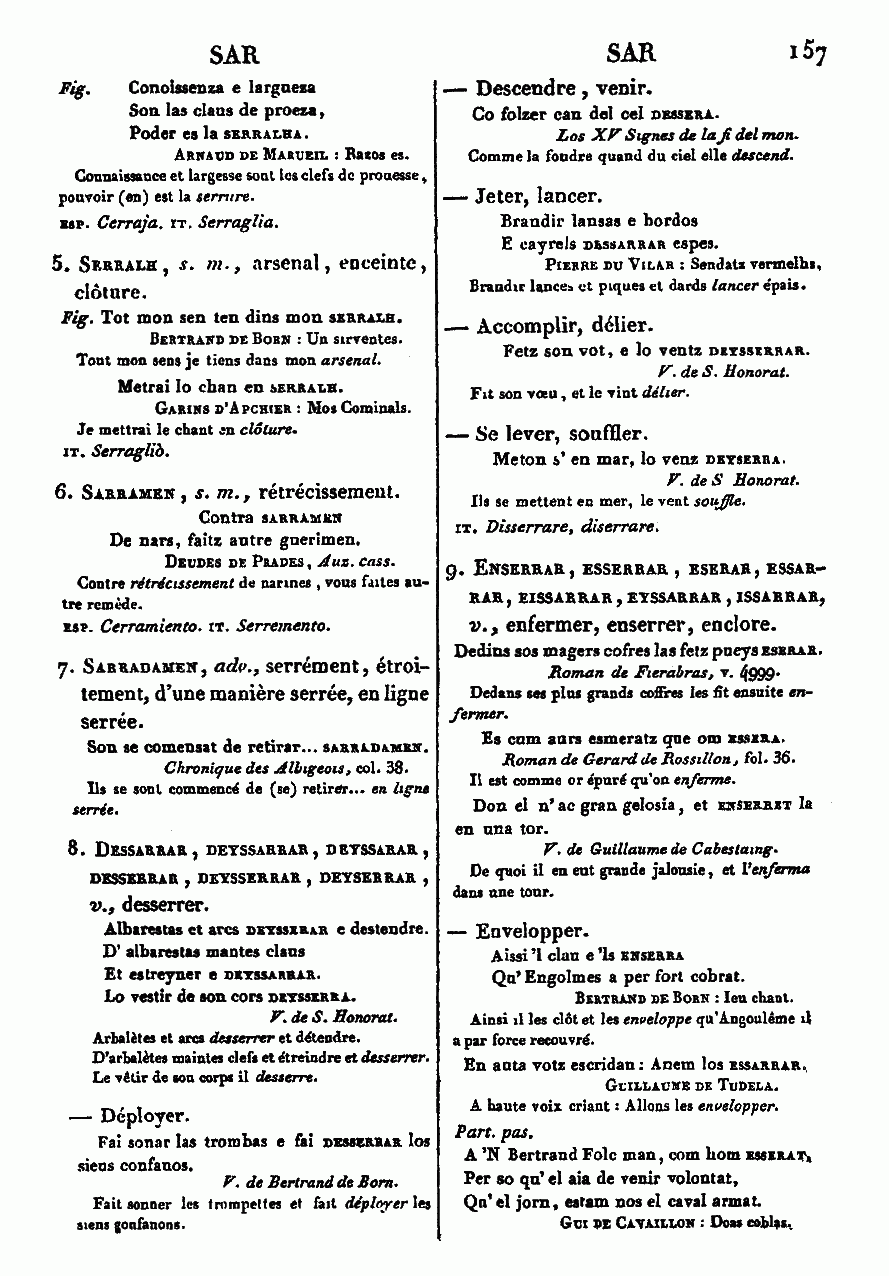 SAR
SAR 157
Fig. Conoissenza e larguesa
Son las claus de proeza,
Poder es la SERRALHA.
ARNAUD DE MARUEIL : Razos es.
Connaissance et largesse sont les clefs de prouesse,
pouvoir (en) est la serrure.
ESP. Cerraja. IT. Serraglia.
5. SERRALH, s. m., arsenal, enceinte,
clôture.
Fig. Tot mon sen ten dins mon SERRALH.
BERTRAND DE BORN : Un sirventes.
Tout mon sens je tiens dans mon arsenal.
Metrai lo chan en SERRALH.
GARINS D'APCHIER : Mos Cominals.
Je mettrai le chant en clôture.
IT. Serraglio.
6. SARRAMEN, s. m., rétrécissement.
Contra SARRAMEN
De nars, faitz autre guerimen.
DEUDES DE PRADES, Auz. cass.
Contre rétrécissement de narines, vous faites au-
tre remède.
ESP. Cerramiento. IT. Serremento.
7. SARRADAMEN, adv., serrément, étroi-
tement, d'une manière serrée, en ligne
serrée.
Son se comensat de retirar... SARRADAMEN.
Chronique des Albigeois, col. 38.
Ils se sont commencé de (se) retirer... en ligne
serrée.
8. DESSARRAR, DEYSSARRAR, DEYSSARAR,
DESSERRAR, DEYSSERRAR, DEYSERRAR,
v., desserrer.
Albarestas et arcs DEYSSERAR e destendre.
D' albarestas mantes claus
Et estreyner e DEYSSARRAR.
Lo vestir de son cors DEYSSERRA.
V. de S. Honorat.
Arbalètes et arcs desserrer et détendre.
D'arbalètes maintes clefs et étreindre et desserrer.
Le vêtir de son corps il desserre.
— Déployer.
Fai sonar las trombas e fai DESSERRAR los
sieus confanos.
V. de Bertrand de Born.
Fait sonner les trompettes et fait déployer les
siens gonfanons.
— Descendre, venir.
Co folzer can del cel DESSERA.
Los XV Signes de la fi del mon.
Comme la foudre quand du ciel elle descend.
— Jeter, lancer.
Brandir lansas e bordos
E cayrels DESSARRAR espes.
PIERRE DU VILAR : Sendatz vermelhs.
Brandir lances et piques et dards lancer épais.
— Accomplir, délier.
Fetz son vot, e lo ventz DEYSSERRAR.
V. de S. Honorat.
Fit son vœu, et le vint délier.
— Se lever, souffler.
Meton s' en mar, lo venz DEYSERRA.
V. de S Honorat.
Ils se mettent en mer, le vent souffle.
IT. Disserrare, diserrare.
9. ENSERRAR, ESSERRAR, ESERAR, ESSAR-
RAR, EISSARRAR, EYSSARRAR, ISSARRAR,
v., enfermer, enserrer, enclore.
Dedins sos magers cofres las fetz pueys ESERAR.
Roman de Fierabras, v. 4999.
Dedans ses plus grands coffres les fit ensuite en-
fermer.
Es cum aurs esmeratz que om ESSERA.
Roman de Gerard de Rossillon, fol. 36.
Il est comme or épuré qu'on enferme.
Don el n' ac gran gelosia, et ENSERRET la
en una tor.
V. de Guillaume de Cabestaing.
De quoi il en eut grande jalousie, et l'enferma
dans une tour.
— Envelopper.
Aissi 'l clau e 'ls ENSERRA
Qu' Engolmes a per fort cobrat.
BERTRAND DE BORN : Ieu chant.
Ainsi il les clôt et les enveloppe qu'Angoulême il
a par force recouvré.
En auta votz escridan : Anem los ESSARRAR.
GUILLAUME DE TUDELA.
A haute voix criant : Allons les envelopper.
Part. pas.
A 'N Bertrand Folc man, com hom ESSERAT,
Per so qu' el aia de venir volontat,
Qu' el jorn, estam nos el caval armat.
GUI DE CAVAILLON : Doas coblas.